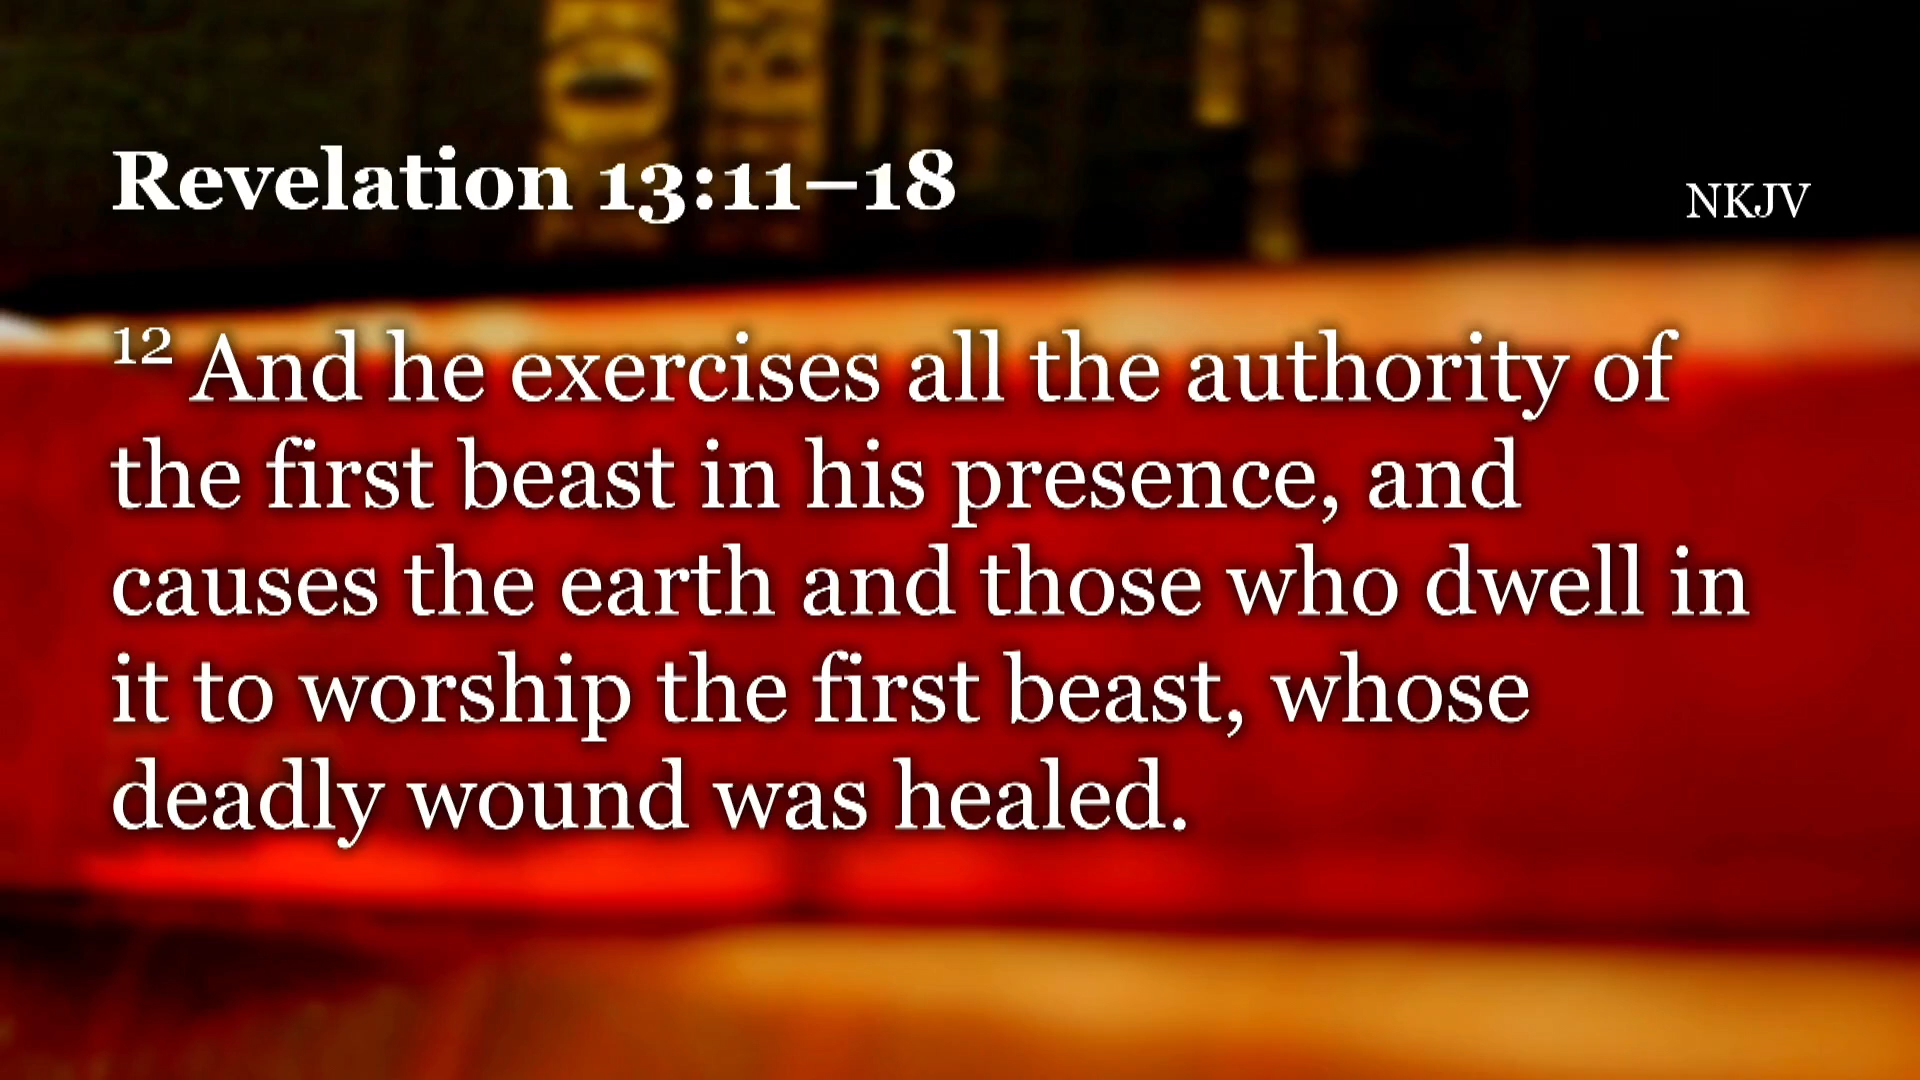 Revelation 13:11–18
NKJV
12 And he exercises all the authority of
the first beast in his presence, and
causes the earth and those who dwell in
it to worship the first beast, whose
deadly wound was healed.